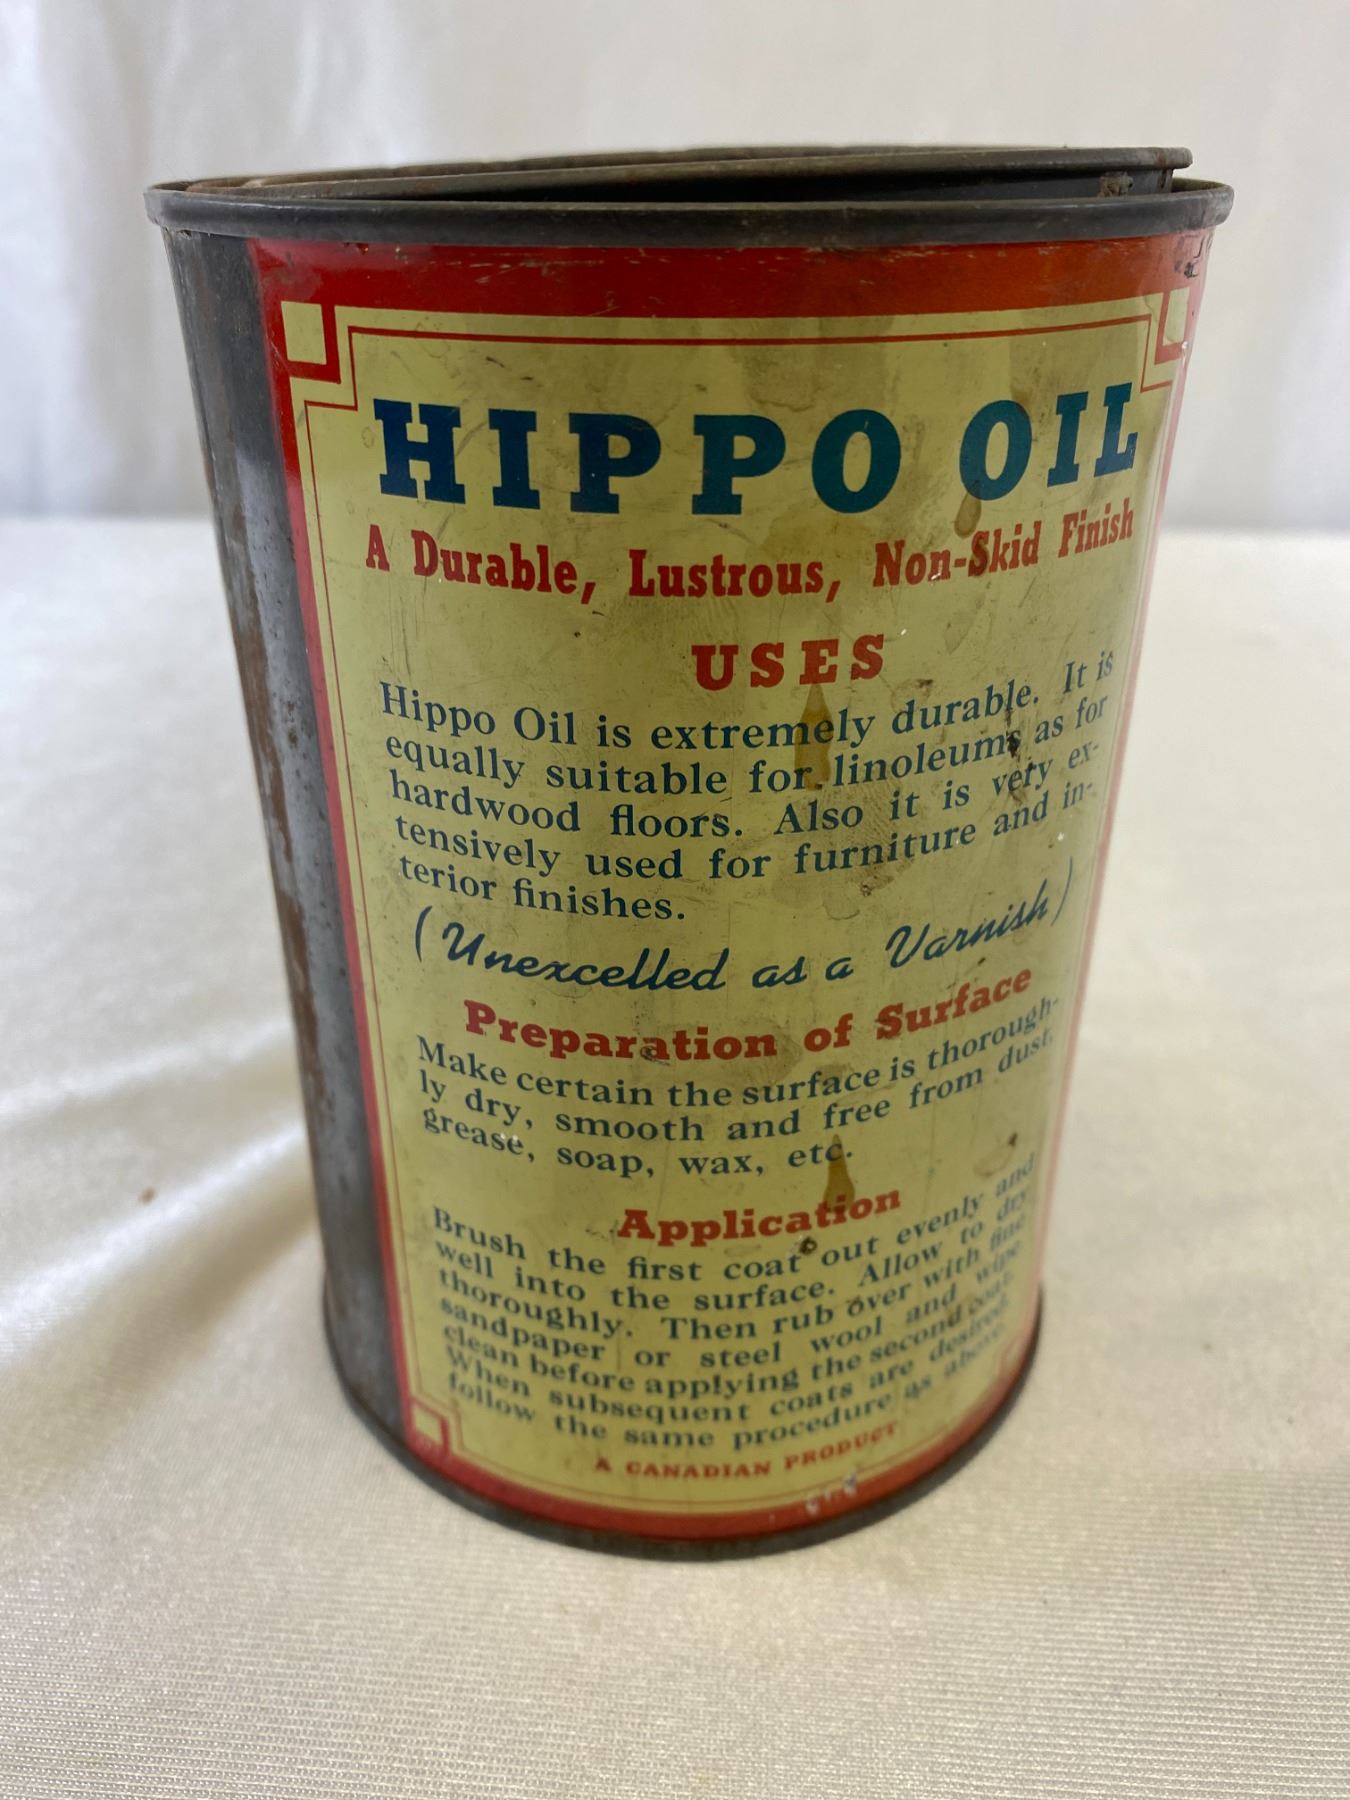 HIPPO OIL
A Durable, Lustrous, Non-Skid Finish
USES
Hippo Oil is extremely durable. It is
equally suitable for linoleums as for
hardwood floors. Also it is very ex-
tensively used for furniture and in-
terior finishes.
(Unexcelled as a Varnish)
Preparation of Surface
Make certain the surface is thorough-
ly dry, smooth and free from dust,
grease, soap, wax, etc.
Application
Brush the first coat out evenly and
well into the surface. Allow to dry
thoroughly. Then rub over with fine
sandpaper or steel wool and wipe
clean before applying the second coat.
When subsequent coats are desired,
follow the same procedure as above.
A CANADIAN PRODUCT